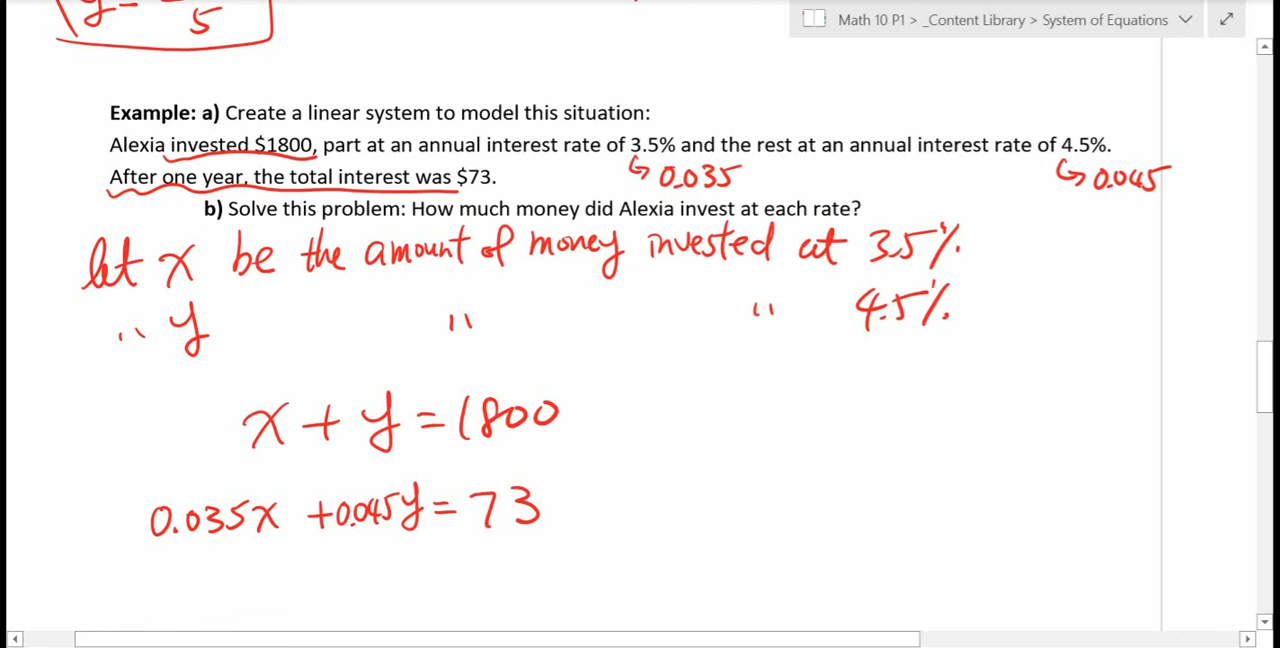 y = 5
Math 10 P1 > _Content Library > System of Equations
Example: a) Create a linear system to model this situation:
Alexia invested $1800, part at an annual interest rate of 3.5% and the rest at an annual interest rate of 4.5%.
After one year, the total interest was $73.
↳ 0.035
↳ 0.045
b) Solve this problem: How much money did Alexia invest at each rate?
let x be the amount of money invested at 3.5%
" y " " 4.5%
x + y = 1800
0.035x + 0.045y = 73